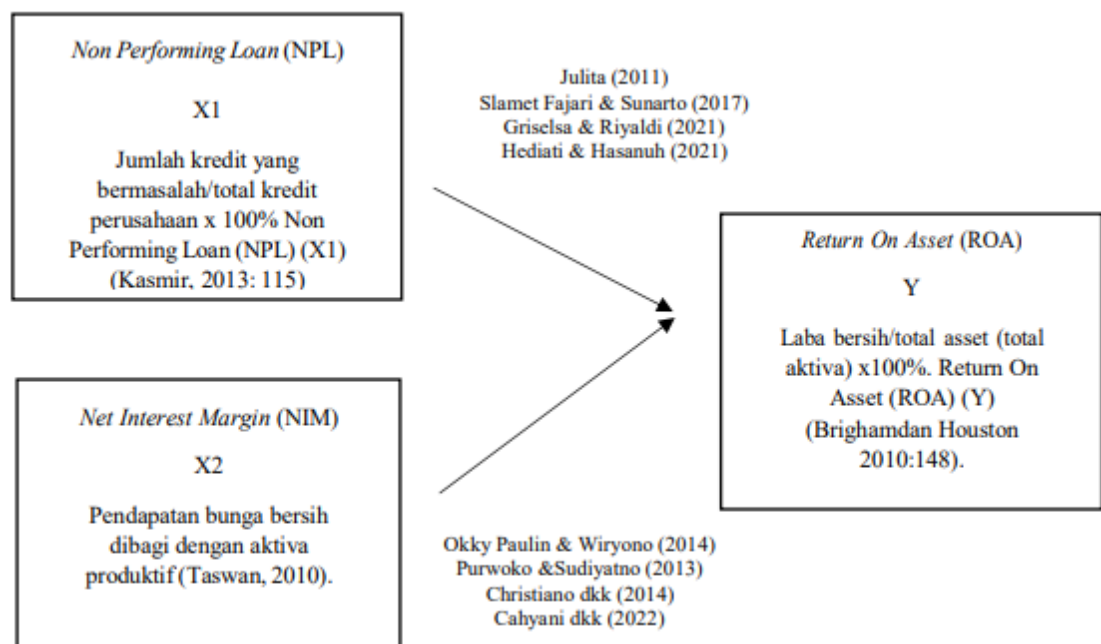 Non Performing Loan (NPL)
X1
Jumlah kredit yang
bermasalah/total kredit
perusahaan x 100% Non
Performing Loan (NPL) (X1)
(Kasmir, 2013: 115)
Julita (2011)
Slamet Fajari & Sunarto (2017)
Griselsa & Riyaldi (2021)
Hediati & Hasanuh (2021)
Return On Asset (ROA)
Y
Laba bersih/total asset (total
aktiva) x100%. Return On
Asset (ROA) (Y)
(Brighamdan Houston
2010:148).
Net Interest Margin (NIM)
X2
Pendapatan bunga bersih
dibagi dengan aktiva
produktif (Taswan, 2010).
Okky Paulin & Wiryono (2014)
Purwoko &Sudiyatno (2013)
Christiano dkk (2014)
Cahyani dkk (2022)